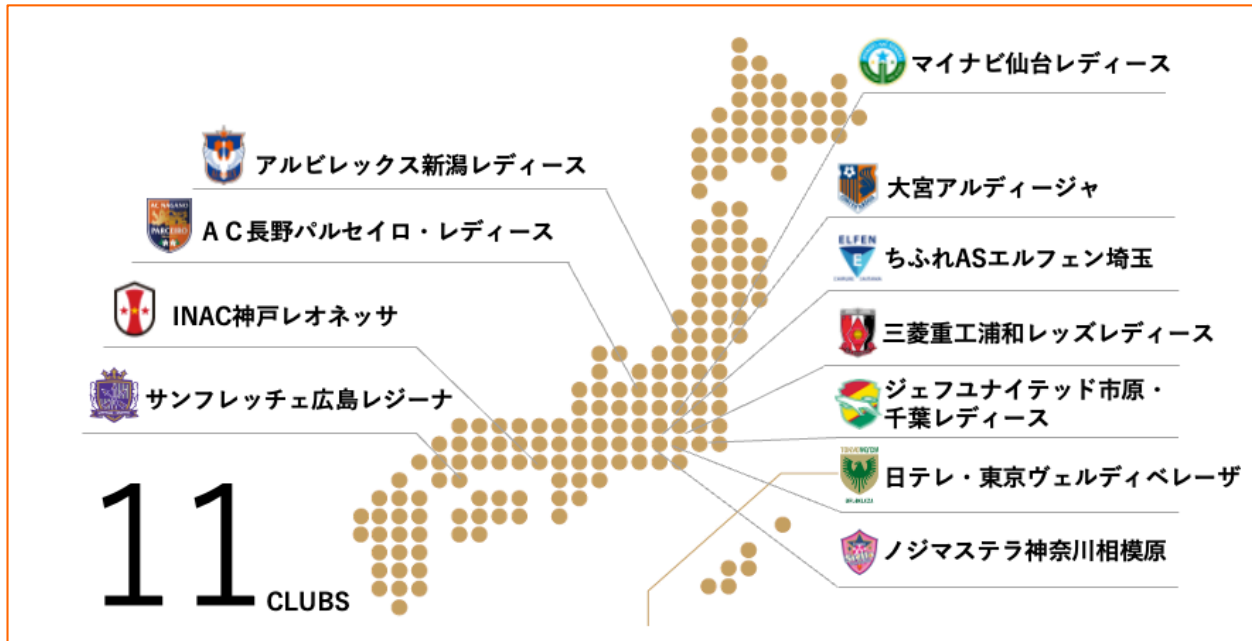 マイナビ仙台レディース
アルビレックス新潟レディース
大宮アルディージャ
AC NAGANO
PARCEIRO
ＡＣ長野パルセイロ・レディース
ELFEN
E
ちふれASエルフェン埼玉
INAC神戸レオネッサ
三菱重工浦和レッズレディース
サンフレッチェ広島レジーナ
ジェフユナイテッド市原・
千葉レディース
日テレ・東京ヴェルディベレーザ
ノジマステラ神奈川相模原
11
CLUBS